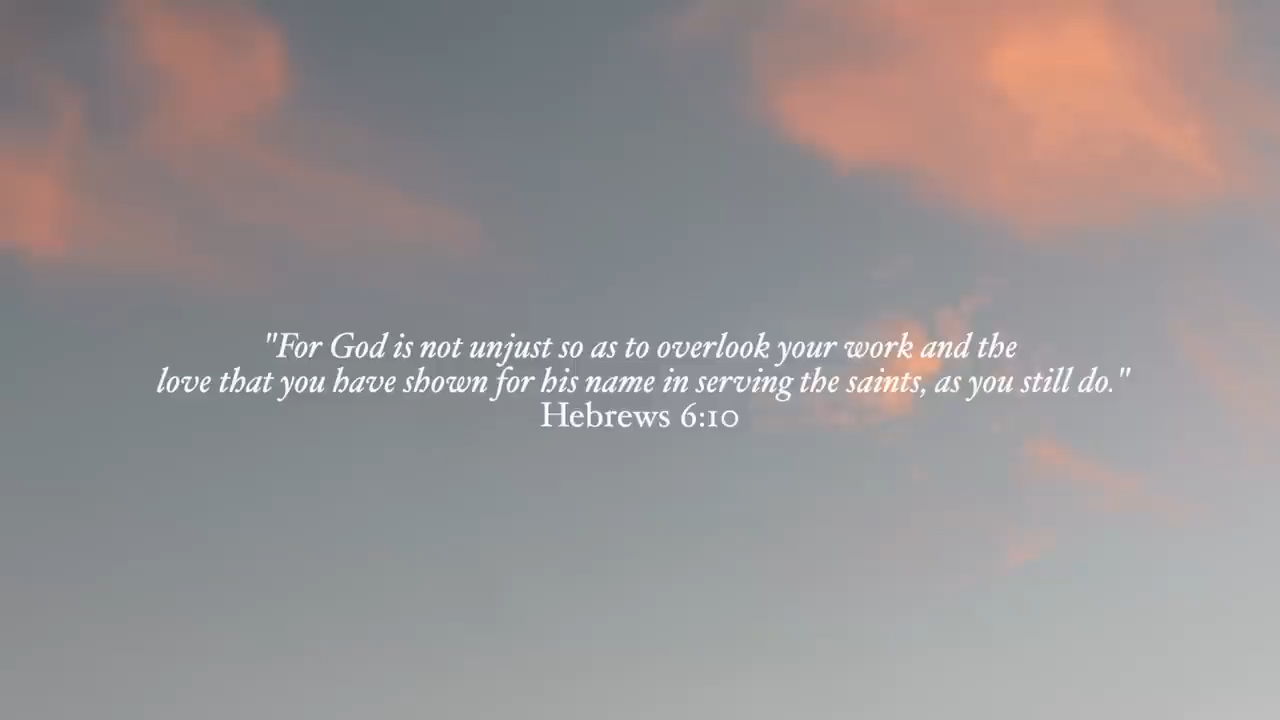 "For God is not unjust so as to overlook your work and the
love that you have shown for his name in serving the saints, as you still do."
Hebrews 6:10